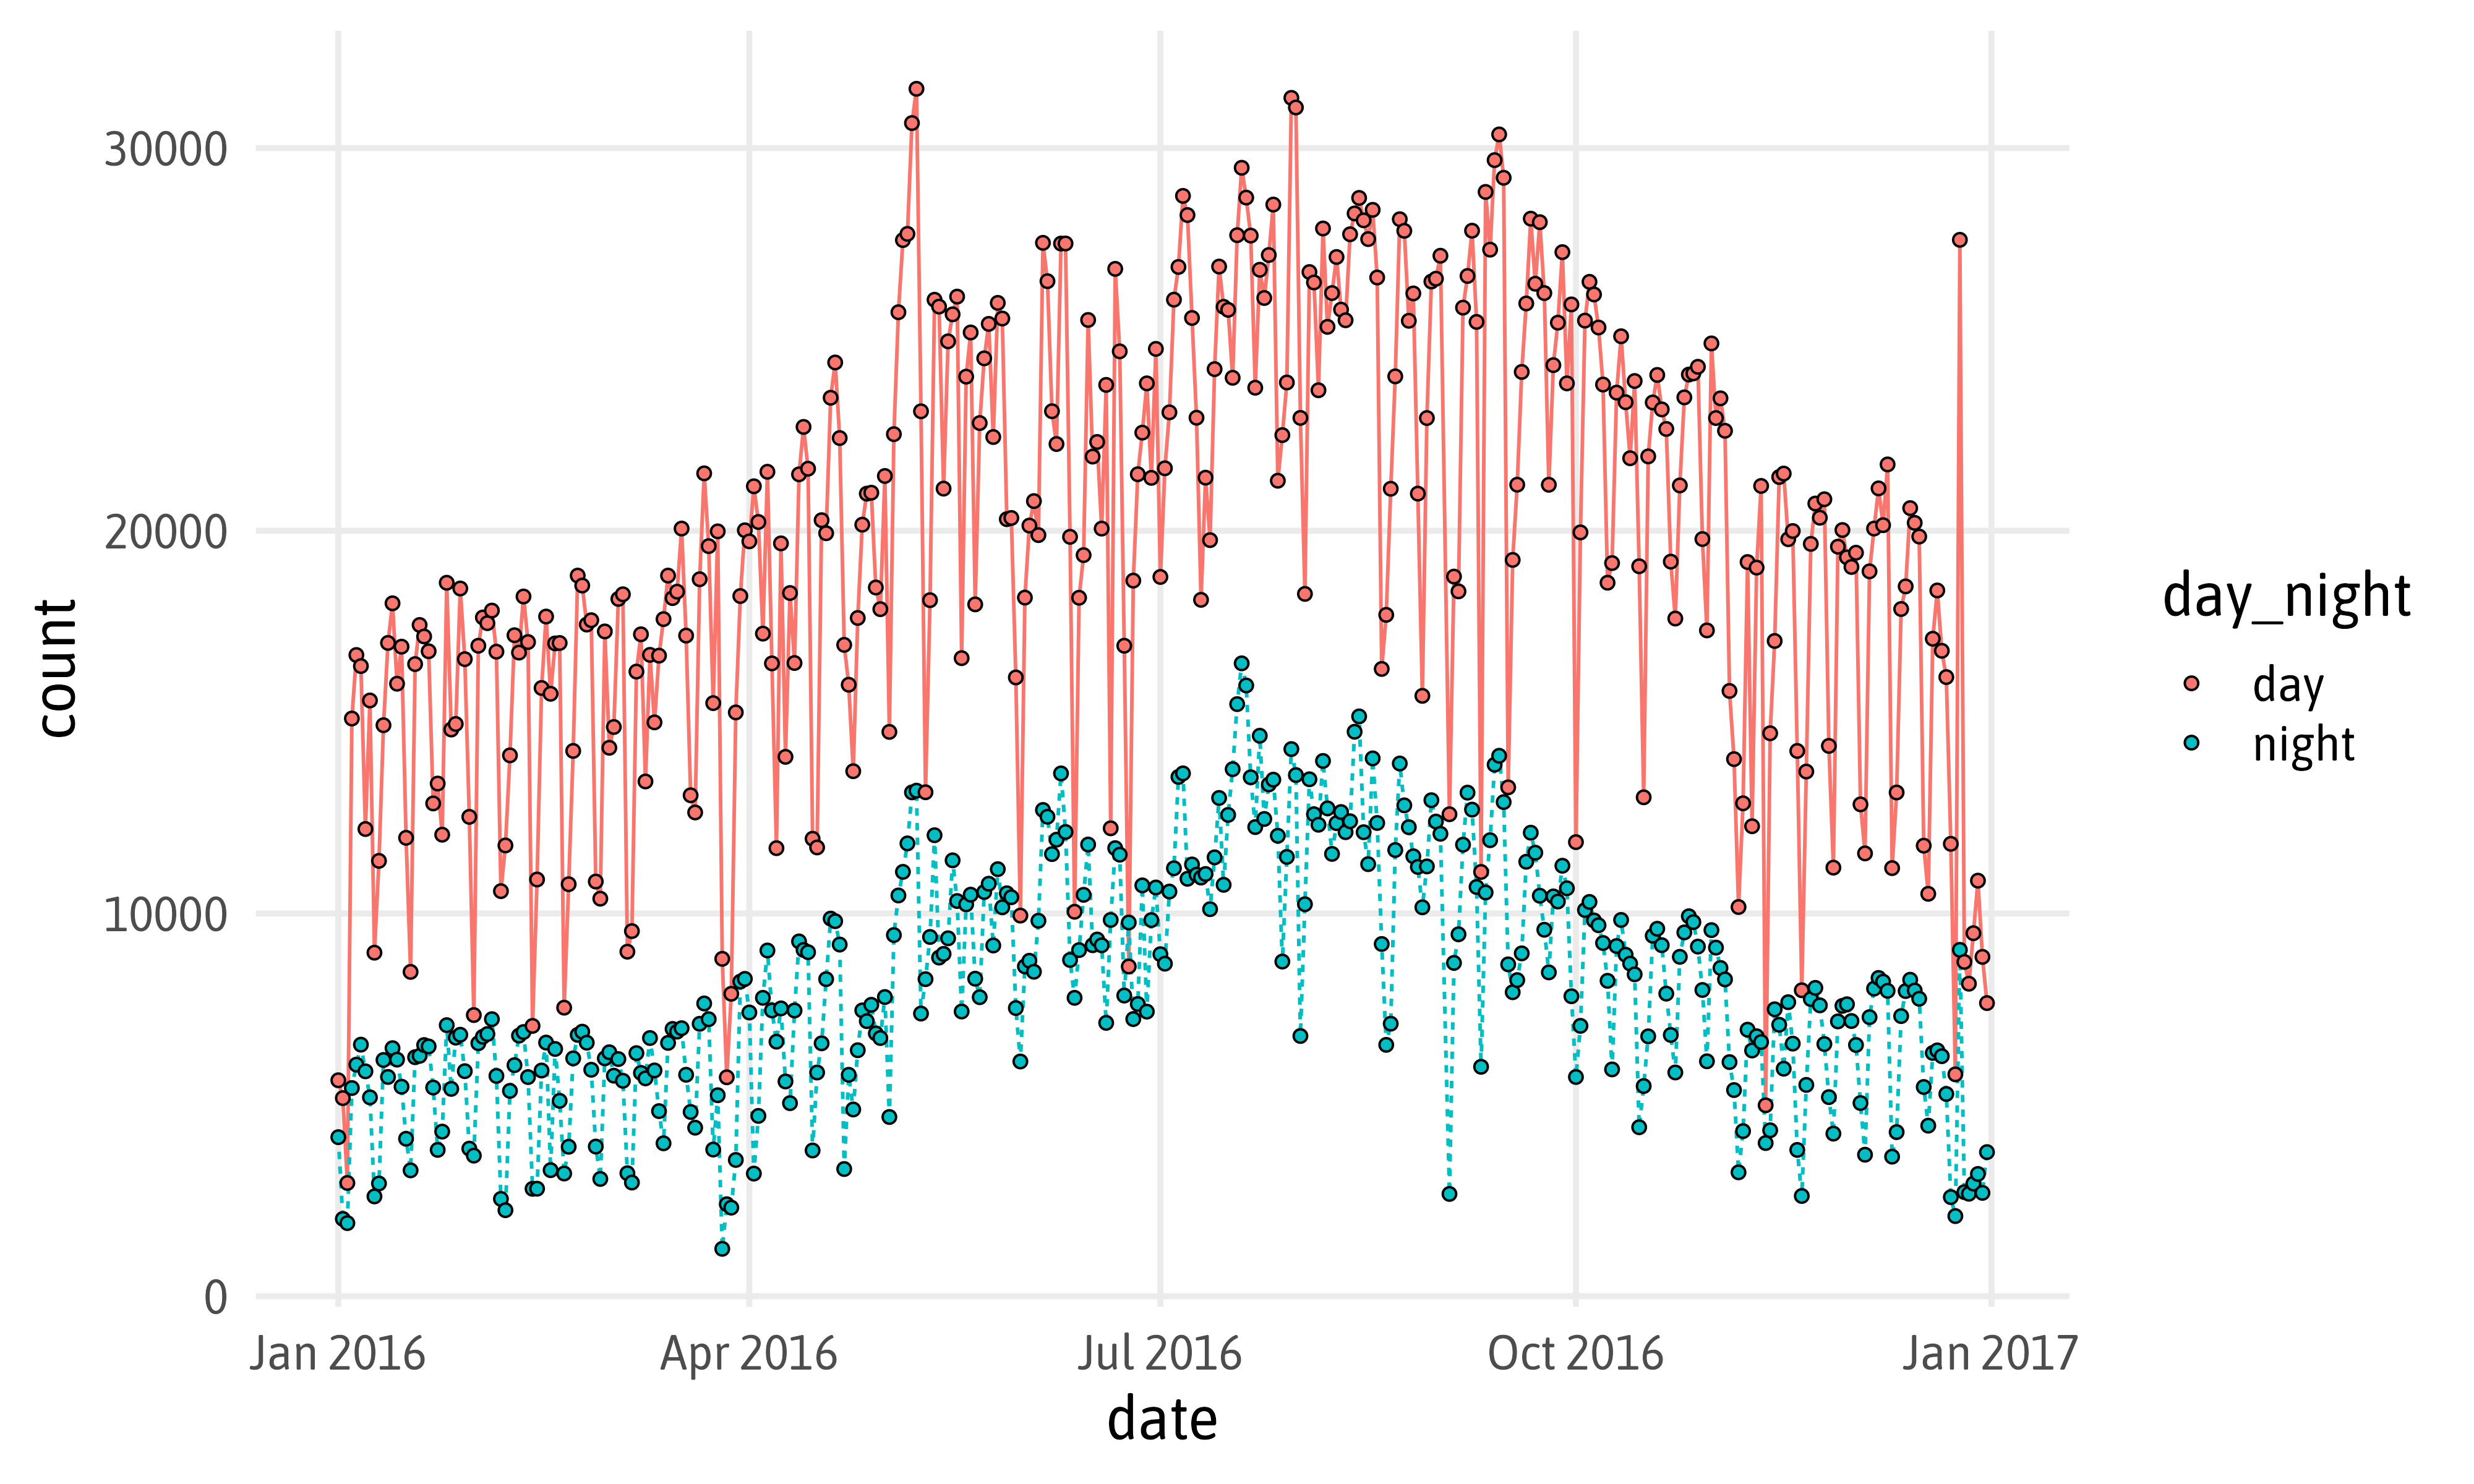 30000
20000
10000
0
count
Jan 2016
Apr 2016
Jul 2016
Oct 2016
Jan 2017
date
day_night
day
night